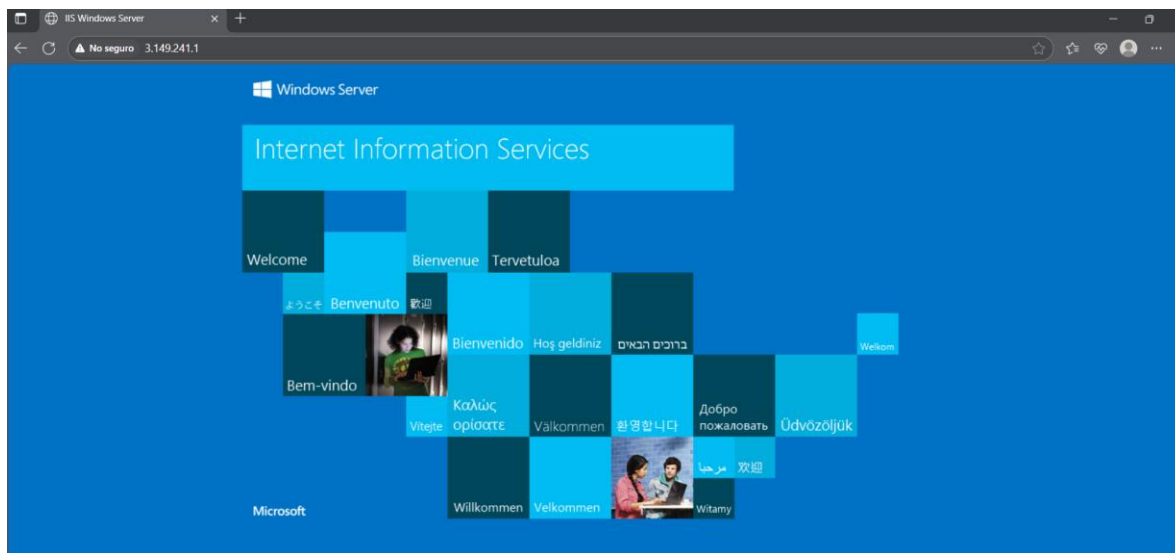 IIS Windows Server
No seguro 3.149.241.1
Windows Server
Internet Information Services
Welcome
Bienvenue
Tervetuloa
ようこそ
Benvenuto
歡迎
Bienvenido
Hoş geldiniz
ברוכים הבאים
Welkom
Bem-vindo
Vítejte
Καλώς
ορίσατε
Välkommen
환영합니다
Добро
пожаловать
Üdvözöljük
مرحبا
欢迎
Microsoft
Willkommen
Velkommen
Witamy